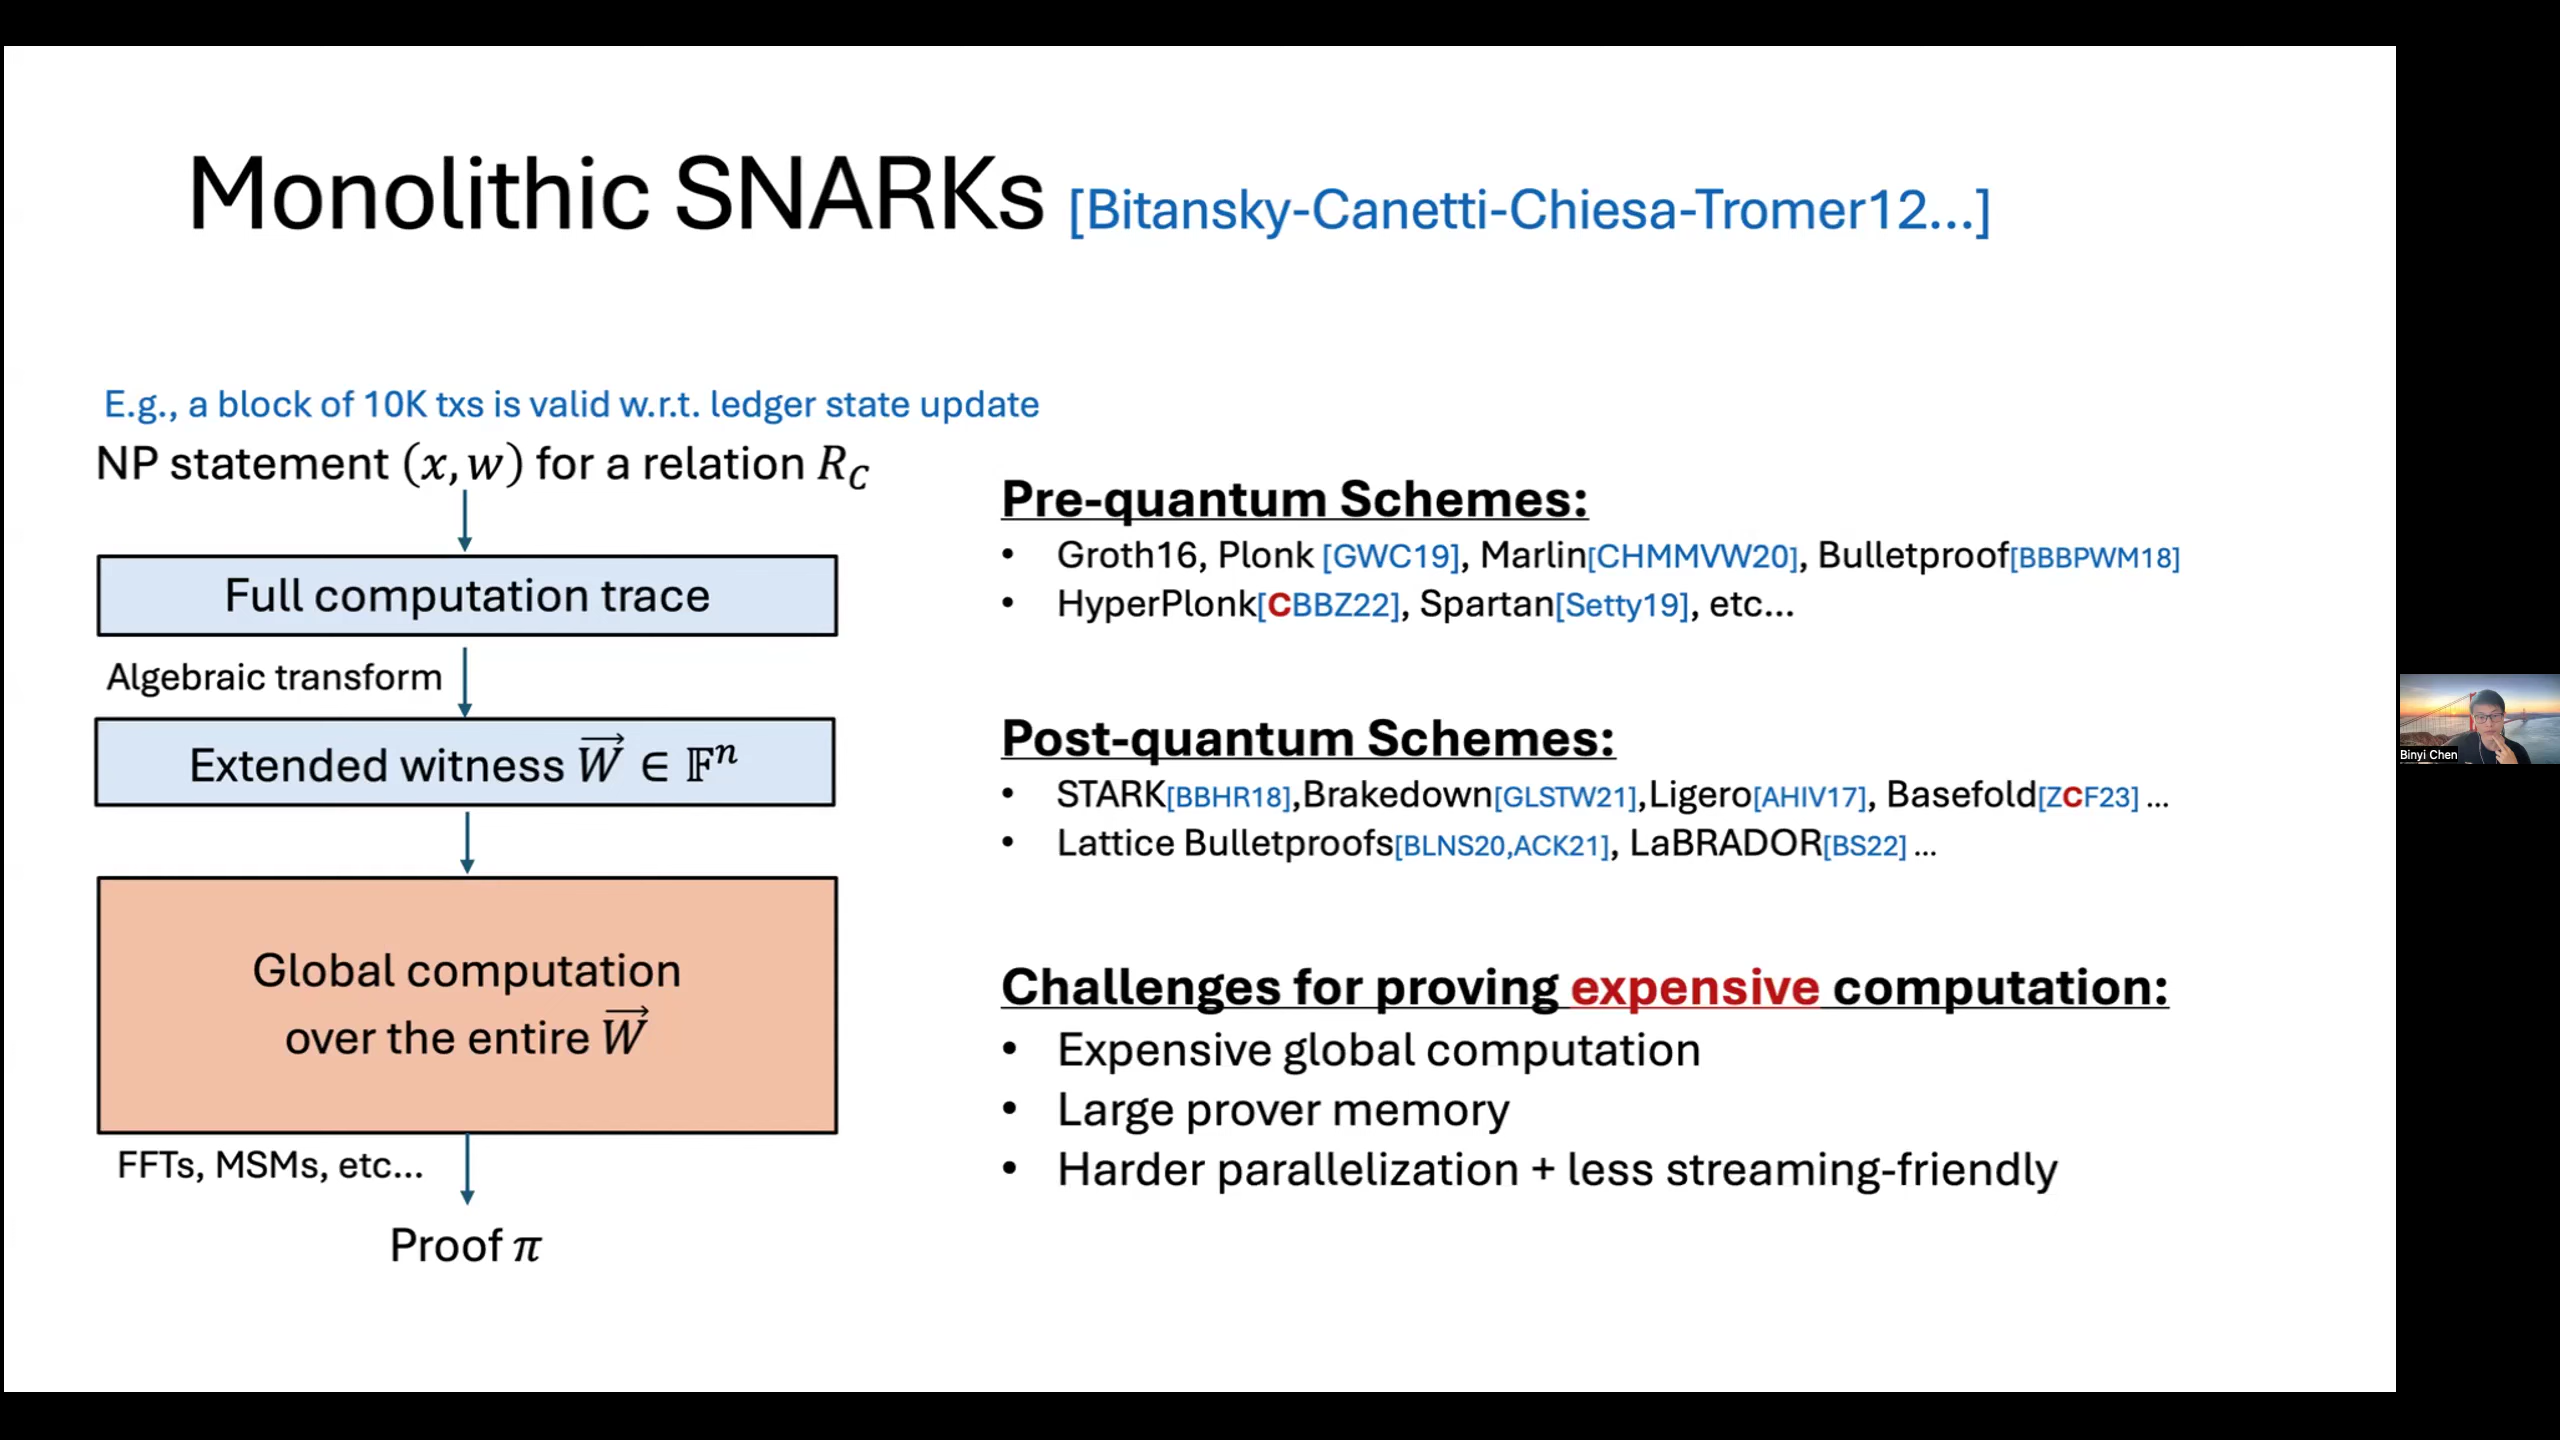 Monolithic SNARKs [Bitansky-Canetti-Chiesa-Tromer12...]
E.g., a block of 10K txs is valid w.r.t. ledger state update
NP statement (x, w) for a relation R_C
Full computation trace
Algebraic transform
Extended witness \vec{W} ∈ 𝔽^n
Global computation
over the entire \vec{W}
FFTs, MSMs, etc...
Proof π
Pre-quantum Schemes:
• Groth16, Plonk [GWC19], Marlin[CHMMVW20], Bulletproof[BBBPWM18]
• HyperPlonk[CBBZ22], Spartan[Setty19], etc...
Post-quantum Schemes:
• STARK[BBHR18],Brakedown[GLSTW21],Ligero[AHIV17], Basefold[ZCF23] ...
• Lattice Bulletproofs[BLNS20,ACK21], LaBRADOR[BS22] ...
Challenges for proving expensive computation:
• Expensive global computation
• Large prover memory
• Harder parallelization + less streaming-friendly
Binyi Chen